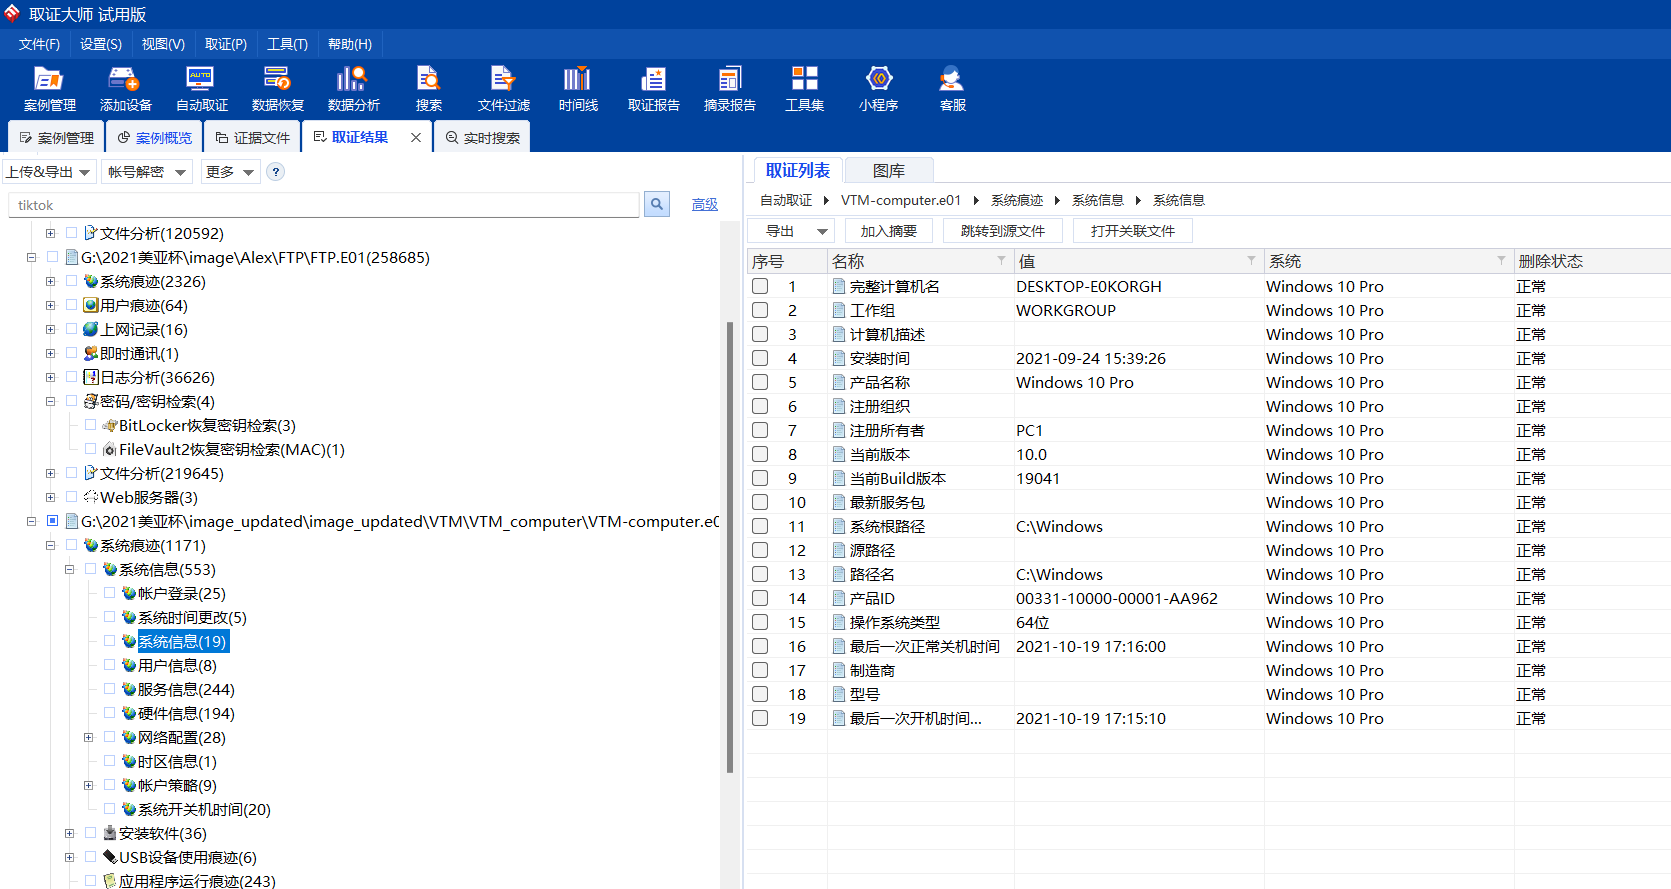 取证大师 试用版
文件(F) 设置(S) 视图(V) 取证(P) 工具(T) 帮助(H)
案例管理 添加设备 自动取证 数据恢复 数据分析 搜索 文件过滤 时间线 取证报告 摘录报告 工具集 小程序 客服
案例管理 案例概览 证据文件 取证结果 实时搜索
上传&导出 帐号解密 更多 ?
tiktok 高级
文件分析(120592)
G:\2021美亚杯\image\Alex\FTP\FTP.E01(258685)
系统痕迹(2326)
用户痕迹(64)
上网记录(16)
即时通讯(1)
日志分析(36626)
密码/密钥检索(4)
BitLocker恢复密钥检索(3)
FileVault2恢复密钥检索(MAC)(1)
文件分析(219645)
Web服务器(3)
G:\2021美亚杯\image_updated\image_updated\VTM\VTM_computer\VTM-computer.e0
系统痕迹(1171)
系统信息(553)
帐户登录(25)
系统时间更改(5)
系统信息(19)
用户信息(8)
服务信息(244)
硬件信息(194)
网络配置(28)
时区信息(1)
帐户策略(9)
系统开关机时间(20)
安装软件(36)
USB设备使用痕迹(6)
应用程序运行痕迹(243)
取证列表 图库
自动取证 VTM-computer.e01 系统痕迹 系统信息 系统信息
导出 加入摘要 跳转到源文件 打开关联文件
序号 名称 值 系统 删除状态
1 完整计算机名 DESKTOP-E0KORGH Windows 10 Pro 正常
2 工作组 WORKGROUP Windows 10 Pro 正常
3 计算机描述 Windows 10 Pro 正常
4 安装时间 2021-09-24 15:39:26 Windows 10 Pro 正常
5 产品名称 Windows 10 Pro Windows 10 Pro 正常
6 注册组织 Windows 10 Pro 正常
7 注册所有者 PC1 Windows 10 Pro 正常
8 当前版本 10.0 Windows 10 Pro 正常
9 当前Build版本 19041 Windows 10 Pro 正常
10 最新服务包 Windows 10 Pro 正常
11 系统根路径 C:\Windows Windows 10 Pro 正常
12 源路径 Windows 10 Pro 正常
13 路径名 C:\Windows Windows 10 Pro 正常
14 产品ID 00331-10000-00001-AA962 Windows 10 Pro 正常
15 操作系统类型 64位 Windows 10 Pro 正常
16 最后一次正常关机时间 2021-10-19 17:16:00 Windows 10 Pro 正常
17 制造商 Windows 10 Pro 正常
18 型号 Windows 10 Pro 正常
19 最后一次开机时间... 2021-10-19 17:15:10 Windows 10 Pro 正常